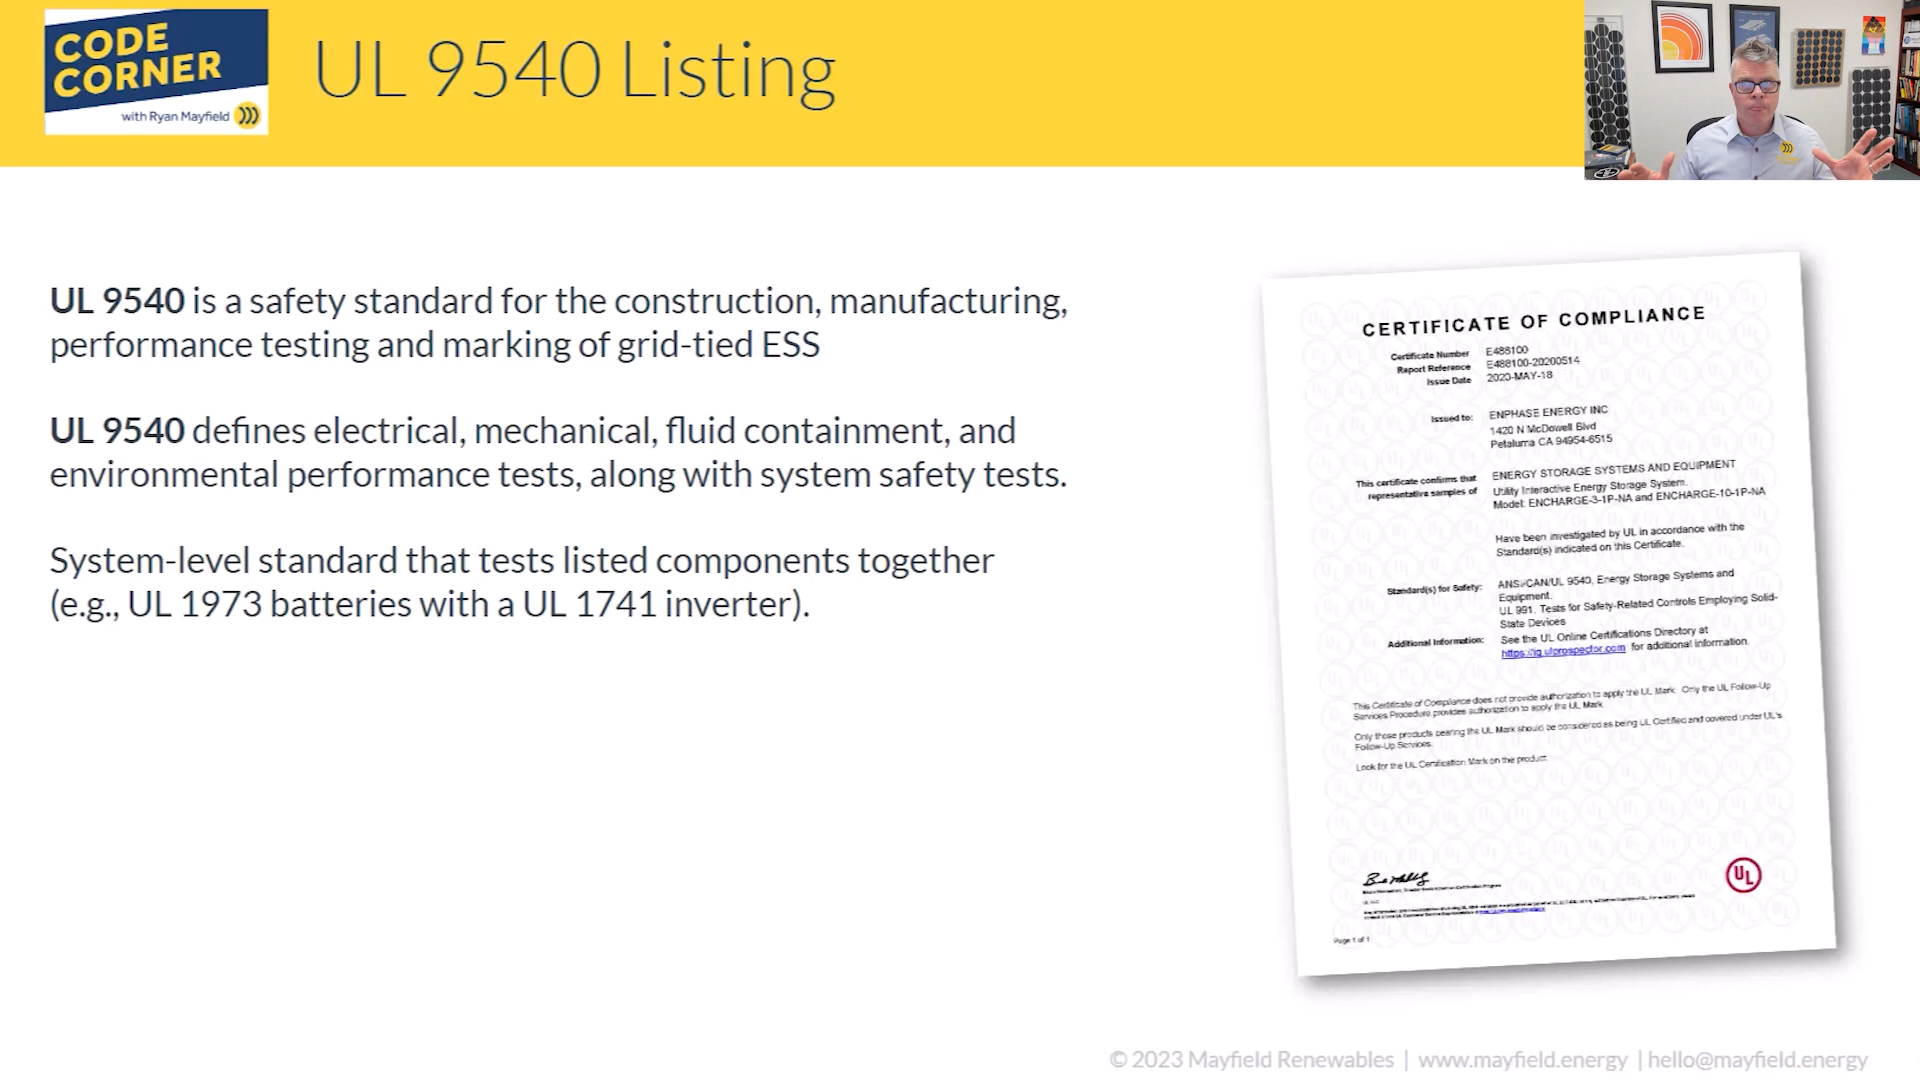 CODE
CORNER
with Ryan Mayfield
UL 9540 Listing
UL 9540 is a safety standard for the construction, manufacturing,
performance testing and marking of grid-tied ESS
UL 9540 defines electrical, mechanical, fluid containment, and
environmental performance tests, along with system safety tests.
System-level standard that tests listed components together
(e.g., UL 1973 batteries with a UL 1741 inverter).
CERTIFICATE OF COMPLIANCE
Certificate Number E488100
Report Reference E488100-20200514
Issue Date 2020-MAY-18
Issued to: ENPHASE ENERGY INC
1420 N McDowell Blvd
Petaluma CA 94954-6515
This certificate confirms that ENERGY STORAGE SYSTEMS AND EQUIPMENT
representative samples of Utility Interactive Energy Storage System.
Model: ENCHARGE-3-1P-NA and ENCHARGE-10-1P-NA
Have been investigated by UL in accordance with the
Standard(s) indicated on this Certificate.
Standard(s) for Safety: ANSI/CAN/UL 9540, Energy Storage Systems and
Equipment.
UL 991, Tests for Safety-Related Controls Employing Solid-
State Devices
Additional Information: See the UL Online Certifications Directory at
https://iq.ulprospector.com for additional information.
This Certificate of Compliance does not provide authorization to apply the UL Mark. Only the UL Follow-Up
Services Procedure provides authorization to apply the UL Mark.
Only those products bearing the UL Mark should be considered as being UL Certified and covered under UL's
Follow-Up Services.
Look for the UL Certification Mark on the product.
UL
Page 1 of 1
© 2023 Mayfield Renewables | www.mayfield.energy | hello@mayfield.energy